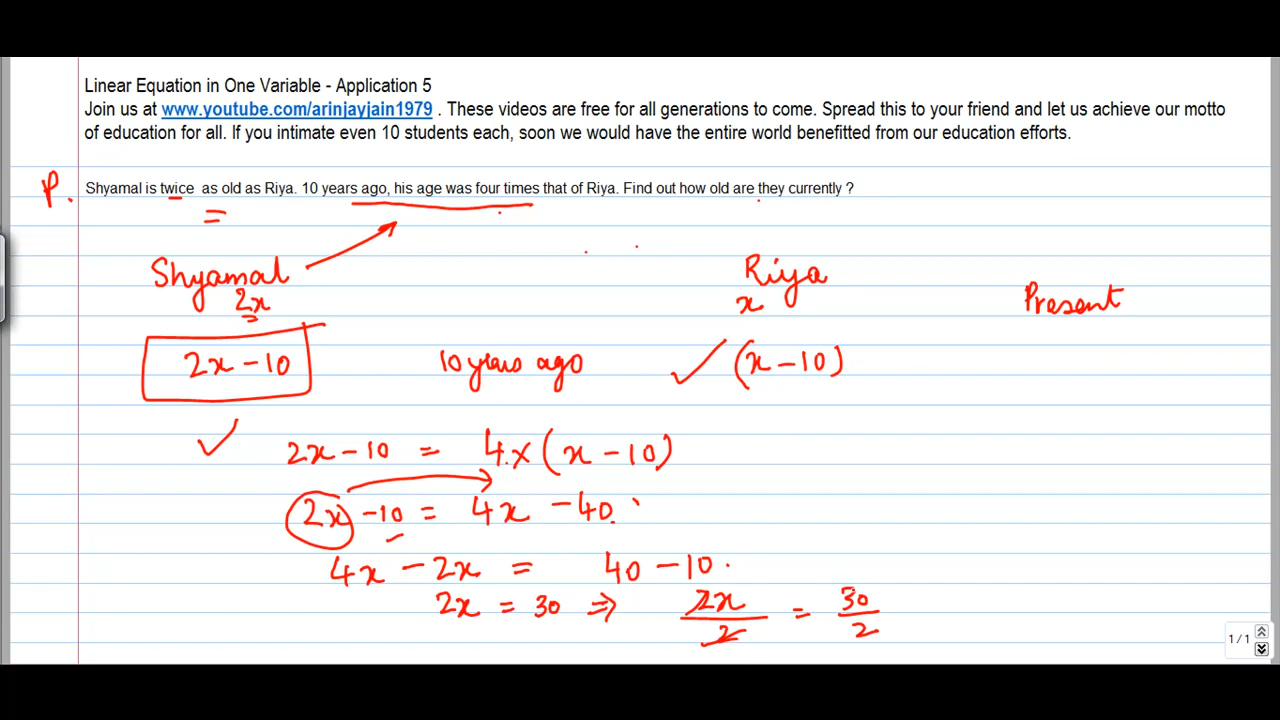 Linear Equation in One Variable - Application 5
Join us at www.youtube.com/arinjayjain1979 . These videos are free for all generations to come. Spread this to your friend and let us achieve our motto
of education for all. If you intimate even 10 students each, soon we would have the entire world benefitted from our education efforts.
P. Shyamal is twice as old as Riya. 10 years ago, his age was four times that of Riya. Find out how old are they currently ?
=
Shyamal Riya
2x x Present
2x - 10 10 years ago (x - 10)
2x - 10 = 4 × (x - 10)
2x - 10 = 4x - 40
4x - 2x = 40 - 10
2x = 30 ⇒ 2x/2 = 30/2
1 / 1